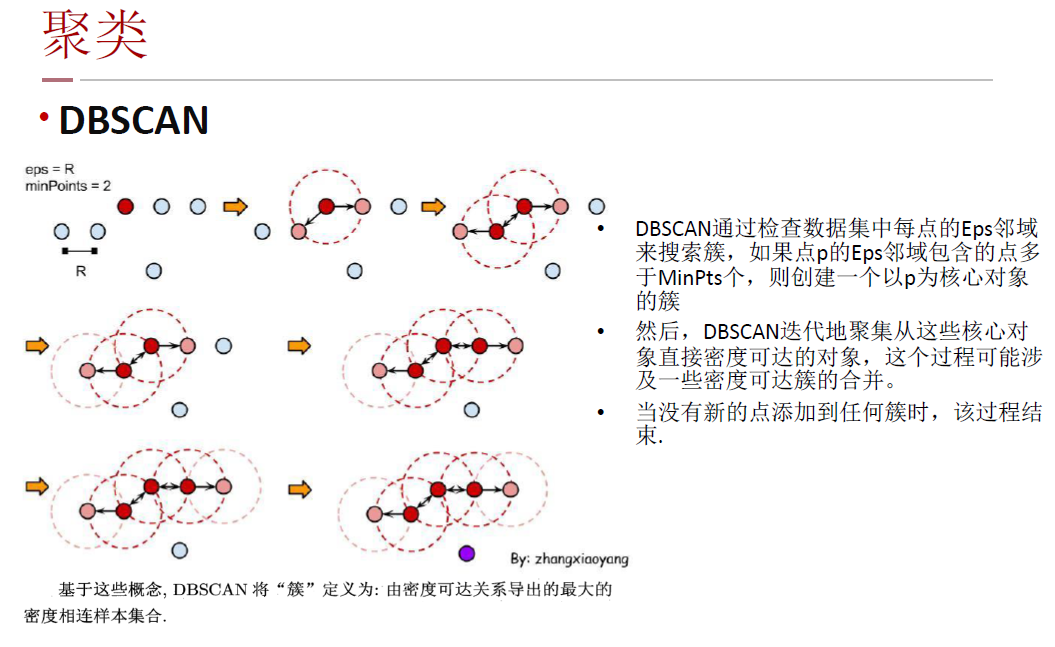 聚类
• DBSCAN
eps = R
minPoints = 2
R
By: zhangxiaoyang
基于这些概念, DBSCAN 将“簇”定义为: 由密度可达关系导出的最大的
密度相连样本集合.
• DBSCAN通过检查数据集中每点的Eps邻域
来搜索簇，如果点p的Eps邻域包含的点多
于MinPts个，则创建一个以p为核心对象
的簇
• 然后，DBSCAN迭代地聚集从这些核心对
象直接密度可达的对象，这个过程可能涉
及一些密度可达簇的合并。
• 当没有新的点添加到任何簇时，该过程结
束.